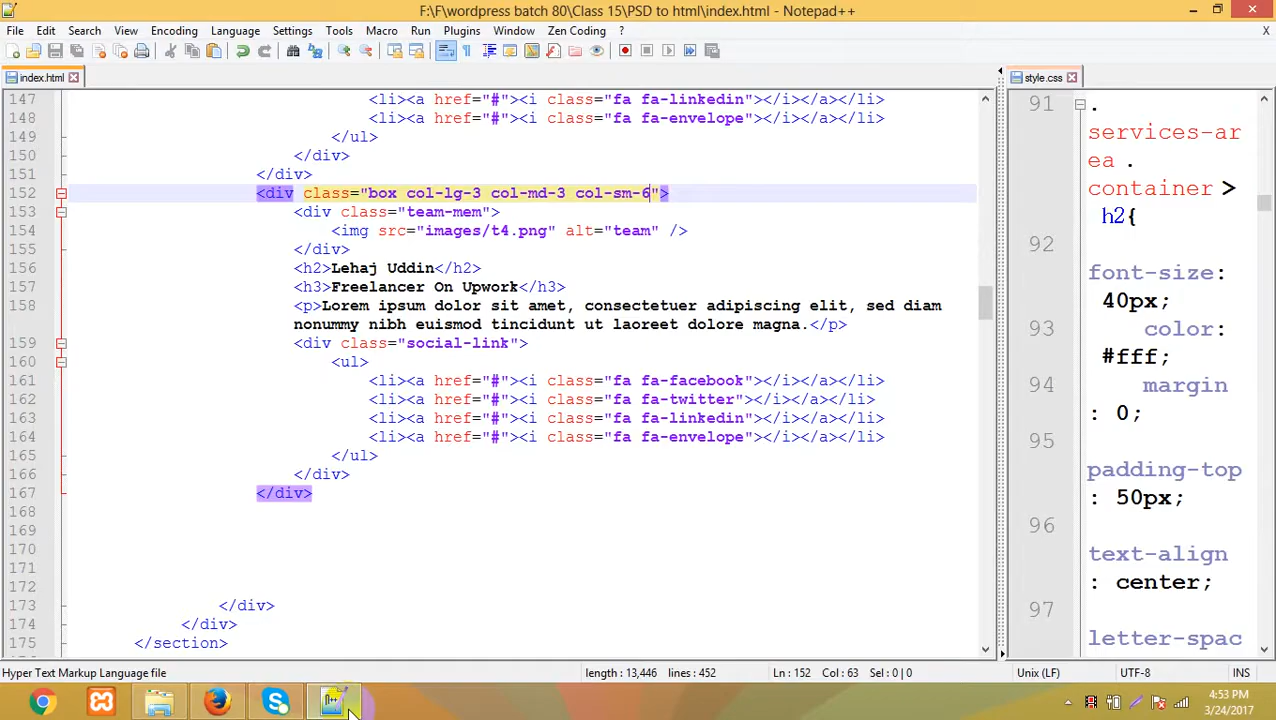 F:\F\wordpress batch 80\Class 15\PSD to html\index.html - Notepad++
File Edit Search View Encoding Language Settings Tools Macro Run Plugins Window Zen Coding ? X
index.html
style.css
147 <li><a href="#"><i class="fa fa-linkedin"></i></a></li>
148 <li><a href="#"><i class="fa fa-envelope"></i></a></li>
149 </ul>
150 </div>
151 </div>
152 <div class="box col-lg-3 col-md-3 col-sm-6">
153 <div class="team-mem">
154 <img src="images/t4.png" alt="team" />
155 </div>
156 <h2>Lehaj Uddin</h2>
157 <h3>Freelancer On Upwork</h3>
158 <p>Lorem ipsum dolor sit amet, consectetuer adipiscing elit, sed diam
nonummy nibh euismod tincidunt ut laoreet dolore magna.</p>
159 <div class="social-link">
160 <ul>
161 <li><a href="#"><i class="fa fa-facebook"></i></a></li>
162 <li><a href="#"><i class="fa fa-twitter"></i></a></li>
163 <li><a href="#"><i class="fa fa-linkedin"></i></a></li>
164 <li><a href="#"><i class="fa fa-envelope"></i></a></li>
165 </ul>
166 </div>
167 </div>
168
169
170
171
172
173 </div>
174 </div>
175 </section>
91 .
services-ar
ea .
container >
h2{
92
font-size:
40px;
93 color:
#fff;
94 margin
: 0;
95
padding-top
: 50px;
96
text-align
: center;
97
letter-spac
Hyper Text Markup Language file length : 13,446 lines : 452 Ln : 152 Col : 63 Sel : 0 | 0 Unix (LF) UTF-8 INS
4:53 PM
3/24/2017